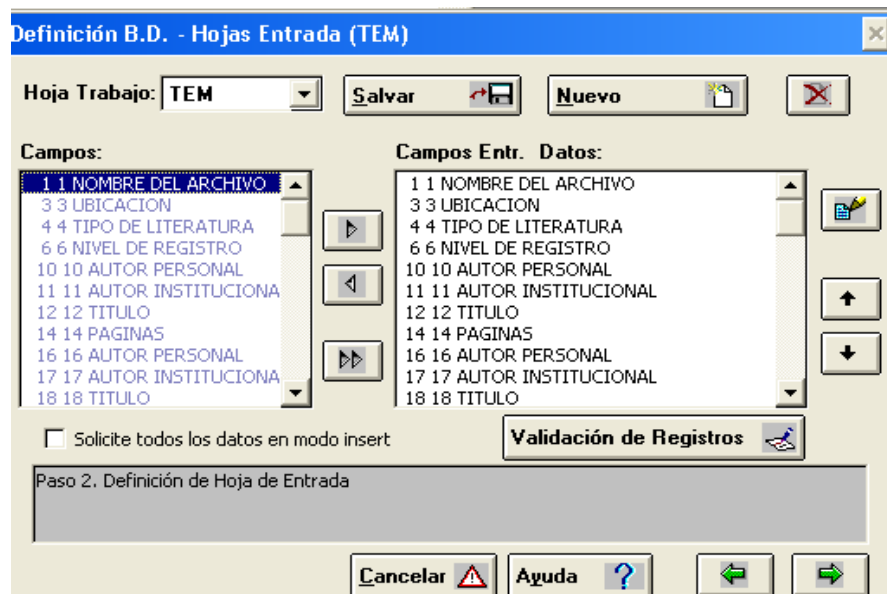 Definición B.D. - Hojas Entrada (TEM)
Hoja Trabajo: TEM Salvar Nuevo
Campos:
1 1 NOMBRE DEL ARCHIVO
3 3 UBICACION
4 4 TIPO DE LITERATURA
6 6 NIVEL DE REGISTRO
10 10 AUTOR PERSONAL
11 11 AUTOR INSTITUCIONA
12 12 TITULO
14 14 PAGINAS
16 16 AUTOR PERSONAL
17 17 AUTOR INSTITUCIONA
18 18 TITULO
Campos Entr. Datos:
1 1 NOMBRE DEL ARCHIVO
3 3 UBICACION
4 4 TIPO DE LITERATURA
6 6 NIVEL DE REGISTRO
10 10 AUTOR PERSONAL
11 11 AUTOR INSTITUCIONAL
12 12 TITULO
14 14 PAGINAS
16 16 AUTOR PERSONAL
17 17 AUTOR INSTITUCIONAL
18 18 TITULO
Solicite todos los datos en modo insert
Validación de Registros
Paso 2. Definición de Hoja de Entrada
Cancelar Ayuda ?